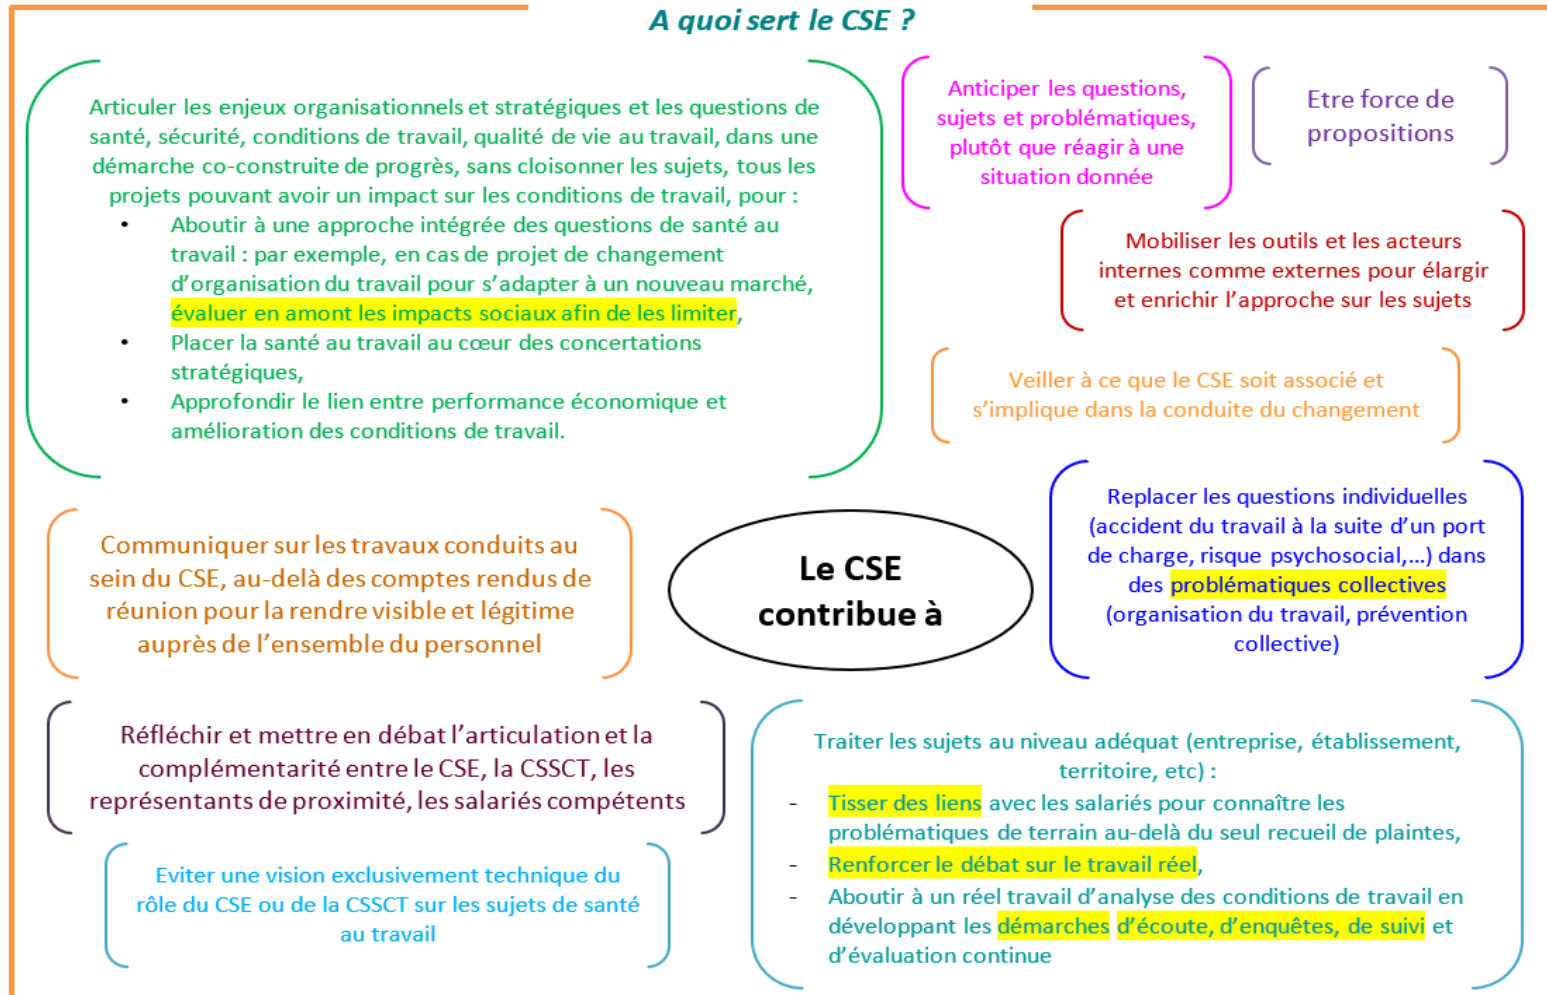 A quoi sert le CSE ?
Articuler les enjeux organisationnels et stratégiques et les questions de
santé, sécurité, conditions de travail, qualité de vie au travail, dans une
démarche co-construite de progrès, sans cloisonner les sujets, tous les
projets pouvant avoir un impact sur les conditions de travail, pour :
• Aboutir à une approche intégrée des questions de santé au
travail : par exemple, en cas de projet de changement
d’organisation du travail pour s’adapter à un nouveau marché,
évaluer en amont les impacts sociaux afin de les limiter,
• Placer la santé au travail au cœur des concertations
stratégiques,
• Approfondir le lien entre performance économique et
amélioration des conditions de travail.
Anticiper les questions,
sujets et problématiques,
plutôt que réagir à une
situation donnée
Etre force de
propositions
Mobiliser les outils et les acteurs
internes comme externes pour élargir
et enrichir l’approche sur les sujets
Veiller à ce que le CSE soit associé et
s’implique dans la conduite du changement
Communiquer sur les travaux conduits au
sein du CSE, au-delà des comptes rendus de
réunion pour la rendre visible et légitime
auprès de l’ensemble du personnel
Le CSE
contribue à
Replacer les questions individuelles
(accident du travail à la suite d’un port
de charge, risque psychosocial,…) dans
des problématiques collectives
(organisation du travail, prévention
collective)
Réfléchir et mettre en débat l’articulation et la
complémentarité entre le CSE, la CSSCT, les
représentants de proximité, les salariés compétents
Traiter les sujets au niveau adéquat (entreprise, établissement,
territoire, etc) :
- Tisser des liens avec les salariés pour connaître les
problématiques de terrain au-delà du seul recueil de plaintes,
- Renforcer le débat sur le travail réel,
- Aboutir à un réel travail d’analyse des conditions de travail en
développant les démarches d’écoute, d’enquêtes, de suivi et
d’évaluation continue
Eviter une vision exclusivement technique du
rôle du CSE ou de la CSSCT sur les sujets de santé
au travail